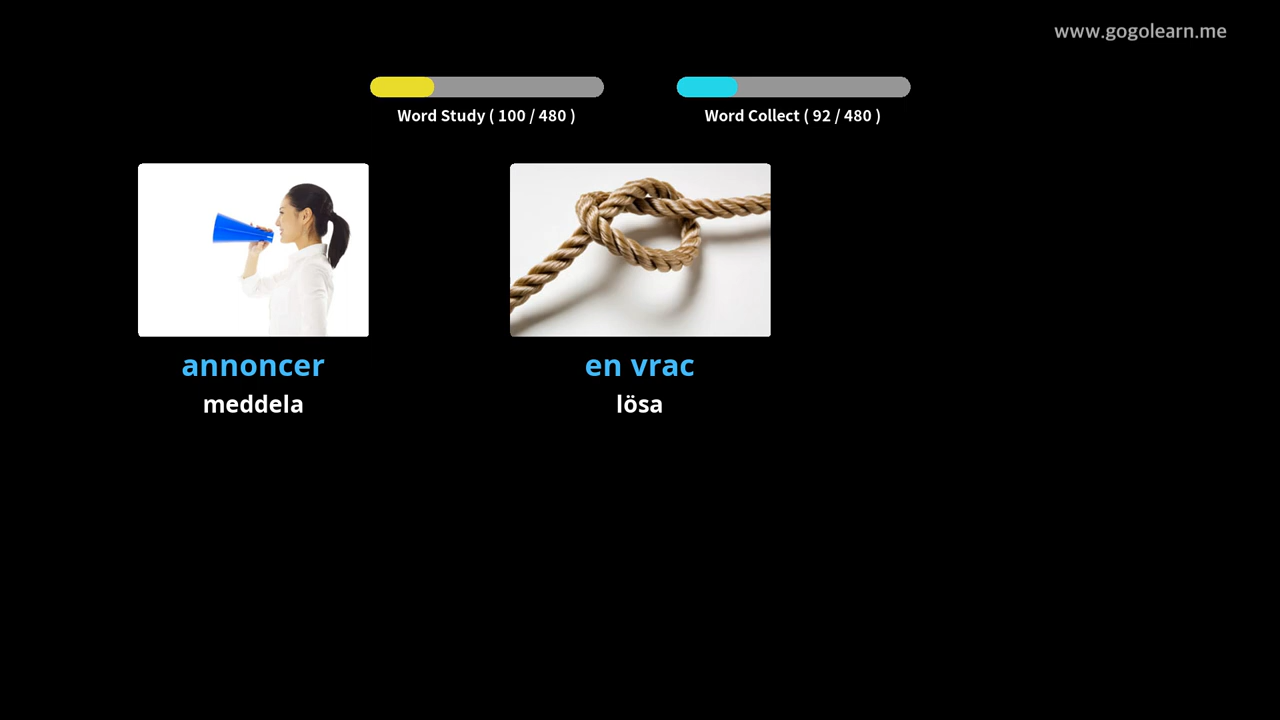 www.gogolearn.me
Word Study ( 100 / 480 )
Word Collect ( 92 / 480 )
annoncer
meddela
en vrac
lösa